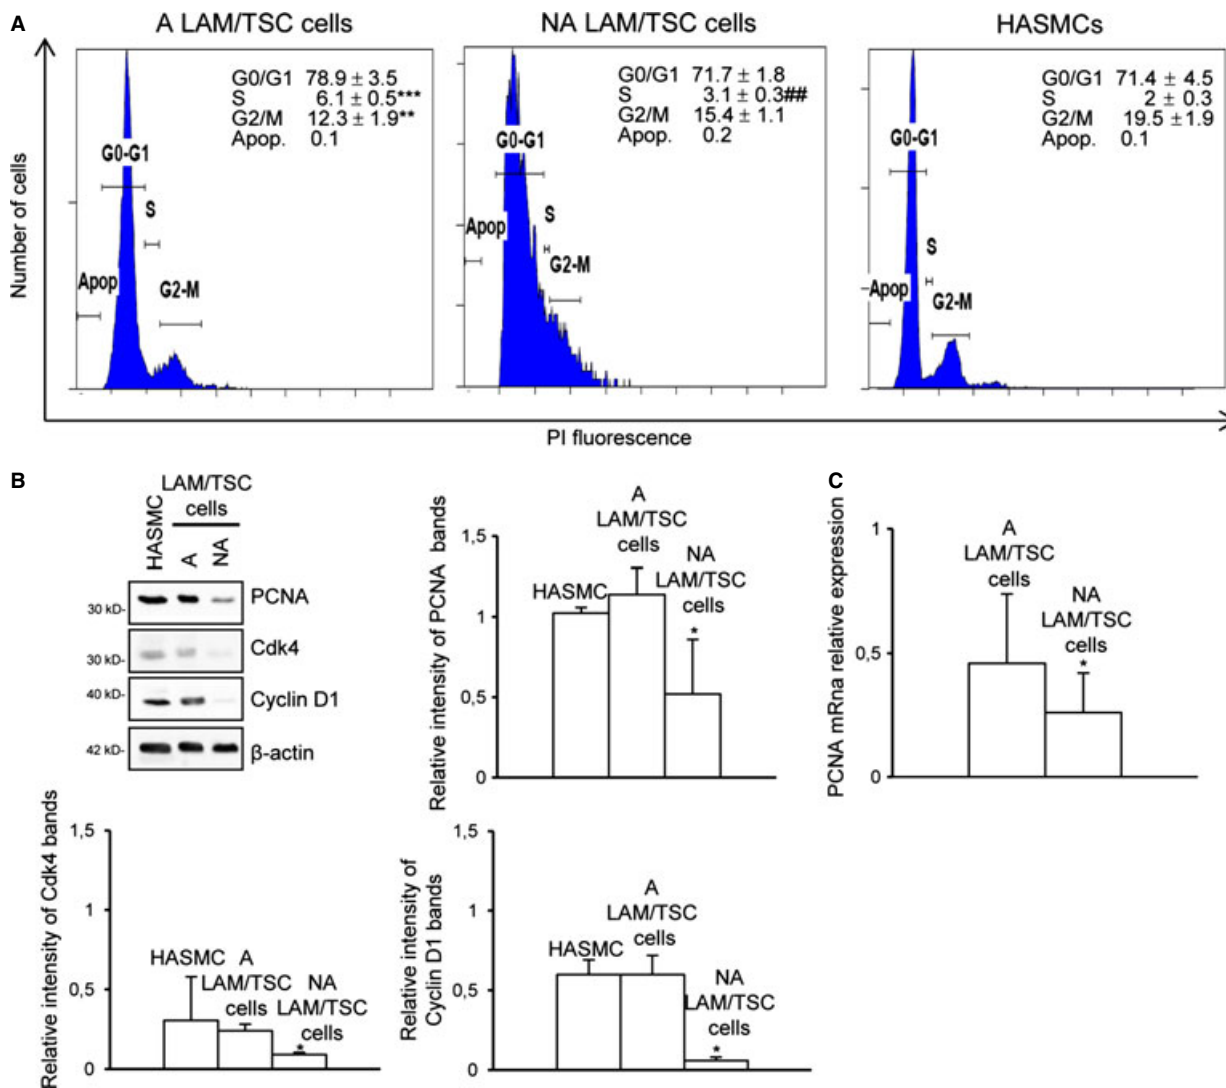 A
A LAM/TSC cells
NA LAM/TSC cells
HASMCs
Number of cells
G0/G1 78.9 ± 3.5
S 6.1 ± 0.5***
G2/M 12.3 ± 1.9**
Apop. 0.1
G0-G1
S
Apop
G2-M
G0/G1 71.7 ± 1.8
S 3.1 ± 0.3##
G2/M 15.4 ± 1.1
Apop. 0.2
G0-G1
S
Apop
G2-M
G0/G1 71.4 ± 4.5
S 2 ± 0.3
G2/M 19.5 ± 1.9
Apop. 0.1
G0-G1
S
Apop
G2-M
PI fluorescence
B
LAM/TSC
cells
HASMC
A
NA
30 kD-
PCNA
30 kD-
Cdk4
40 kD-
Cyclin D1
42 kD-
β-actin
Relative intensity of PCNA bands
1,5
1
0,5
0
HASMC
A
LAM/TSC
cells
NA
LAM/TSC
cells
*
C
PCNA mRna relative expression
1
0,5
0
A
LAM/TSC
cells
NA
LAM/TSC
cells
*
Relative intensity of Cdk4 bands
1,5
1
0,5
0
HASMC
A
LAM/TSC
cells
NA
LAM/TSC
cells
*
Relative intensity of
Cyclin D1 bands
1,5
1
0,5
0
HASMC
A
LAM/TSC
cells
NA
LAM/TSC
cells
*